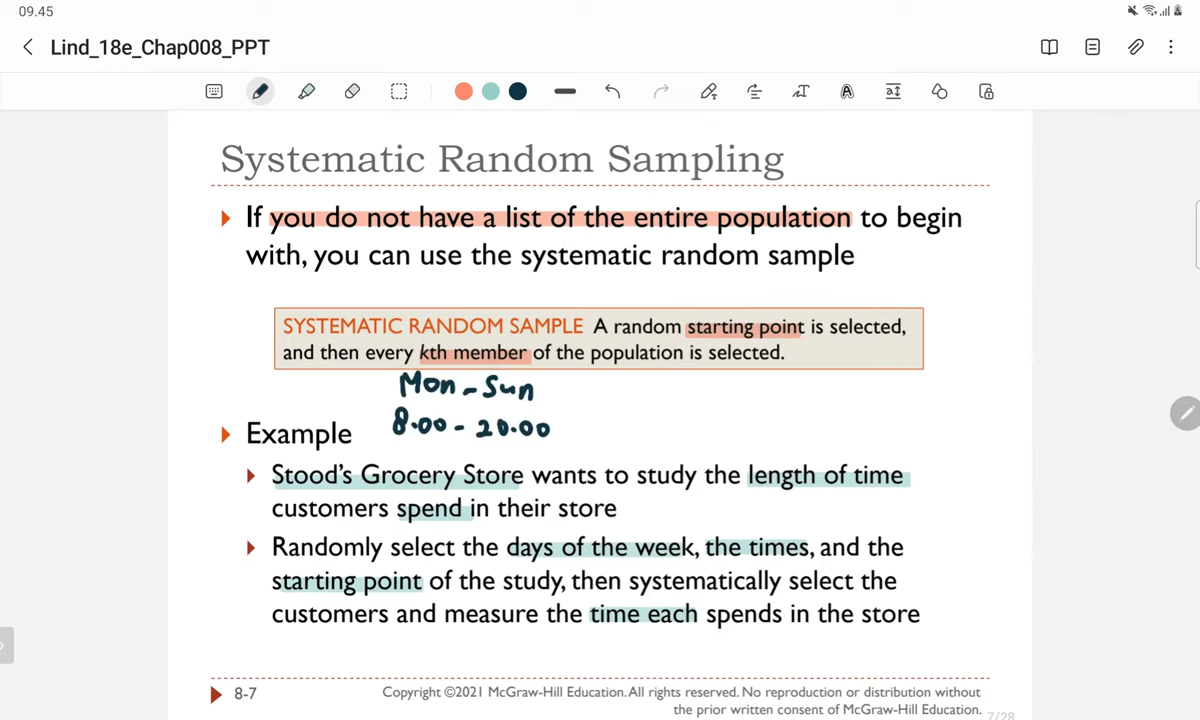 09.45
Lind_18e_Chap008_PPT
Systematic Random Sampling
If you do not have a list of the entire population to begin
with, you can use the systematic random sample
SYSTEMATIC RANDOM SAMPLE A random starting point is selected,
and then every kth member of the population is selected.
Mon - Sun
8.00 - 20.00
Example
Stood's Grocery Store wants to study the length of time
customers spend in their store
Randomly select the days of the week, the times, and the
starting point of the study, then systematically select the
customers and measure the time each spends in the store
8-7
Copyright ©2021 McGraw-Hill Education. All rights reserved. No reproduction or distribution without
the prior written consent of McGraw-Hill Education.
7/28